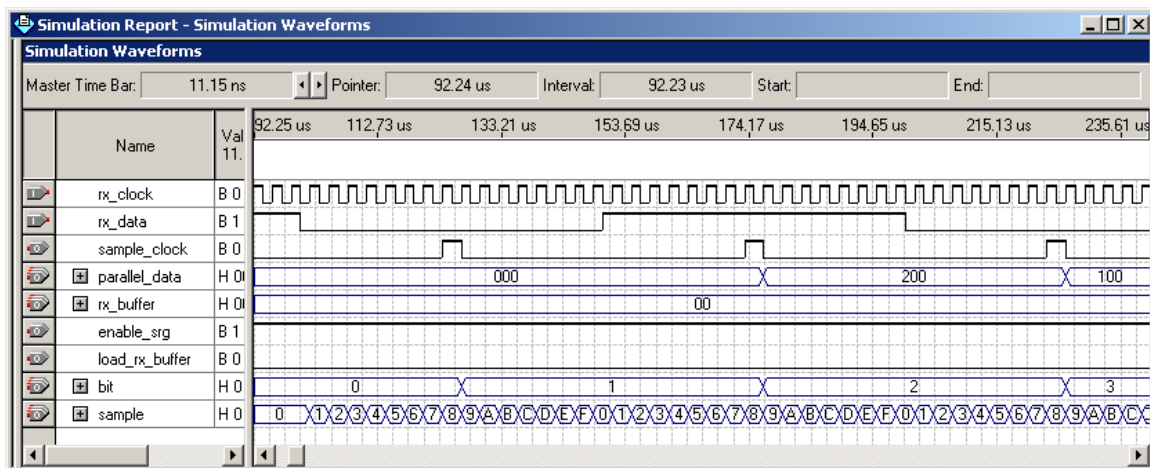 Simulation Report - Simulation Waveforms
Simulation Waveforms
Master Time Bar: 11.15 ns Pointer: 92.24 us Interval: 92.23 us Start: End:
Name Val 11. 92.25 us 112.73 us 133.21 us 153.69 us 174.17 us 194.65 us 215.13 us 235.61 us
rx_clock B 0
rx_data B 1
sample_clock B 0
parallel_data H 0 000 200 100
rx_buffer H 0 00
enable_srg B 1
load_rx_buffer B 0
bit H 0 0 1 2 3
sample H 0 0 1 2 3 4 5 6 7 8 9 A B C D E F 0 1 2 3 4 5 6 7 8 9 A B C D E F 0 1 2 3 4 5 6 7 8 9 A B C